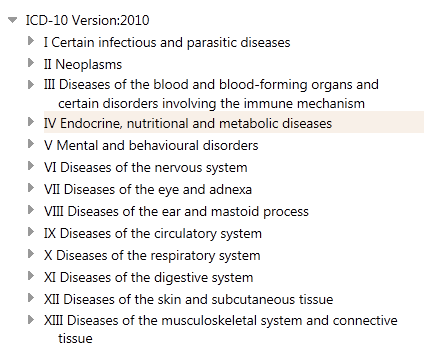 ICD-10 Version:2010
I Certain infectious and parasitic diseases
II Neoplasms
III Diseases of the blood and blood-forming organs and
certain disorders involving the immune mechanism
IV Endocrine, nutritional and metabolic diseases
V Mental and behavioural disorders
VI Diseases of the nervous system
VII Diseases of the eye and adnexa
VIII Diseases of the ear and mastoid process
IX Diseases of the circulatory system
X Diseases of the respiratory system
XI Diseases of the digestive system
XII Diseases of the skin and subcutaneous tissue
XIII Diseases of the musculoskeletal system and connective
tissue